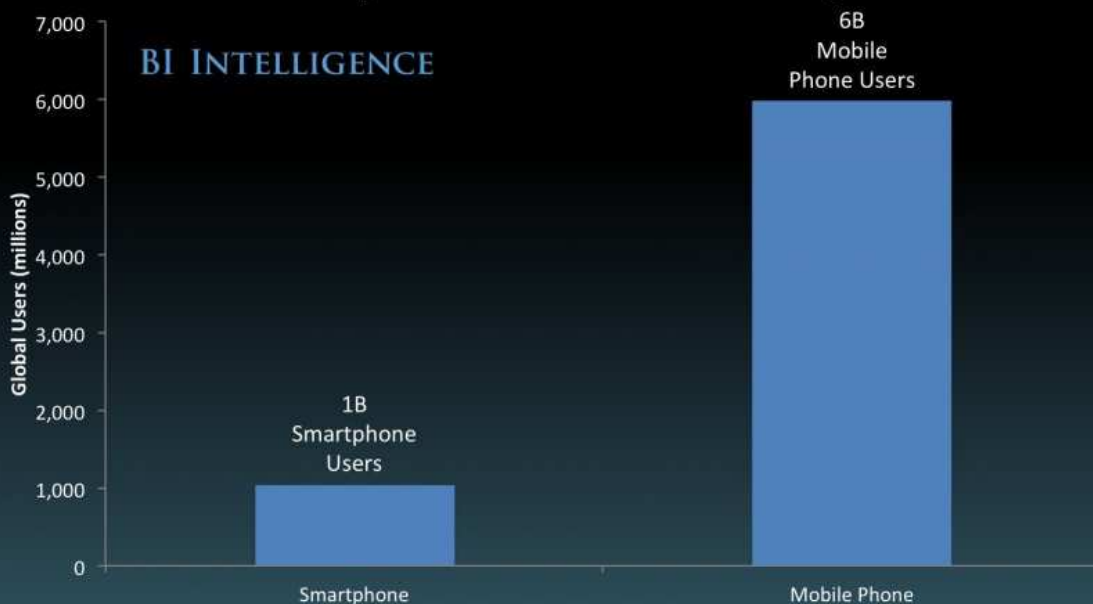 7,000
BI INTELLIGENCE
6B
Mobile
Phone Users
6,000
5,000
4,000
3,000
2,000
1,000
0
Global Users (millions)
1B
Smartphone
Users
Smartphone
Mobile Phone